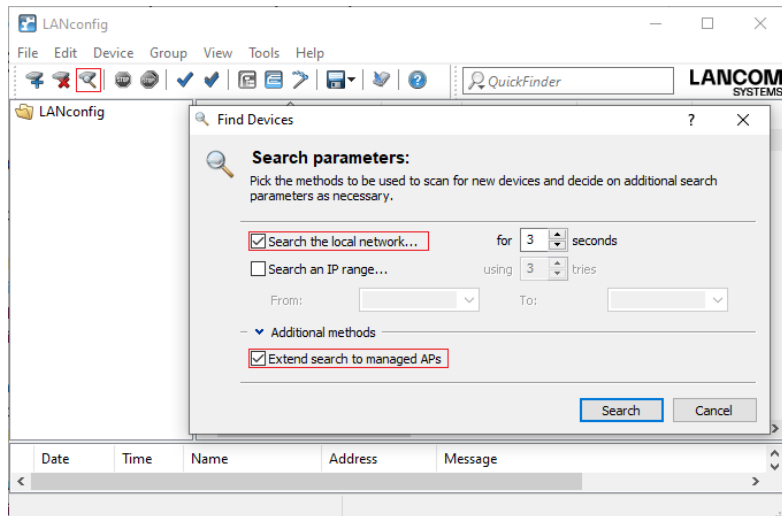 LANconfig
File Edit Device Group View Tools Help
STOP STOP QuickFinder LANCOM
SYSTEMS
LANconfig
Find Devices ?
Search parameters:
Pick the methods to be used to scan for new devices and decide on additional search
parameters as necessary.
Search the local network... for 3 seconds
Search an IP range... using 3 tries
From: To:
Additional methods
Extend search to managed APs
Search Cancel
Date Time Name Address Message